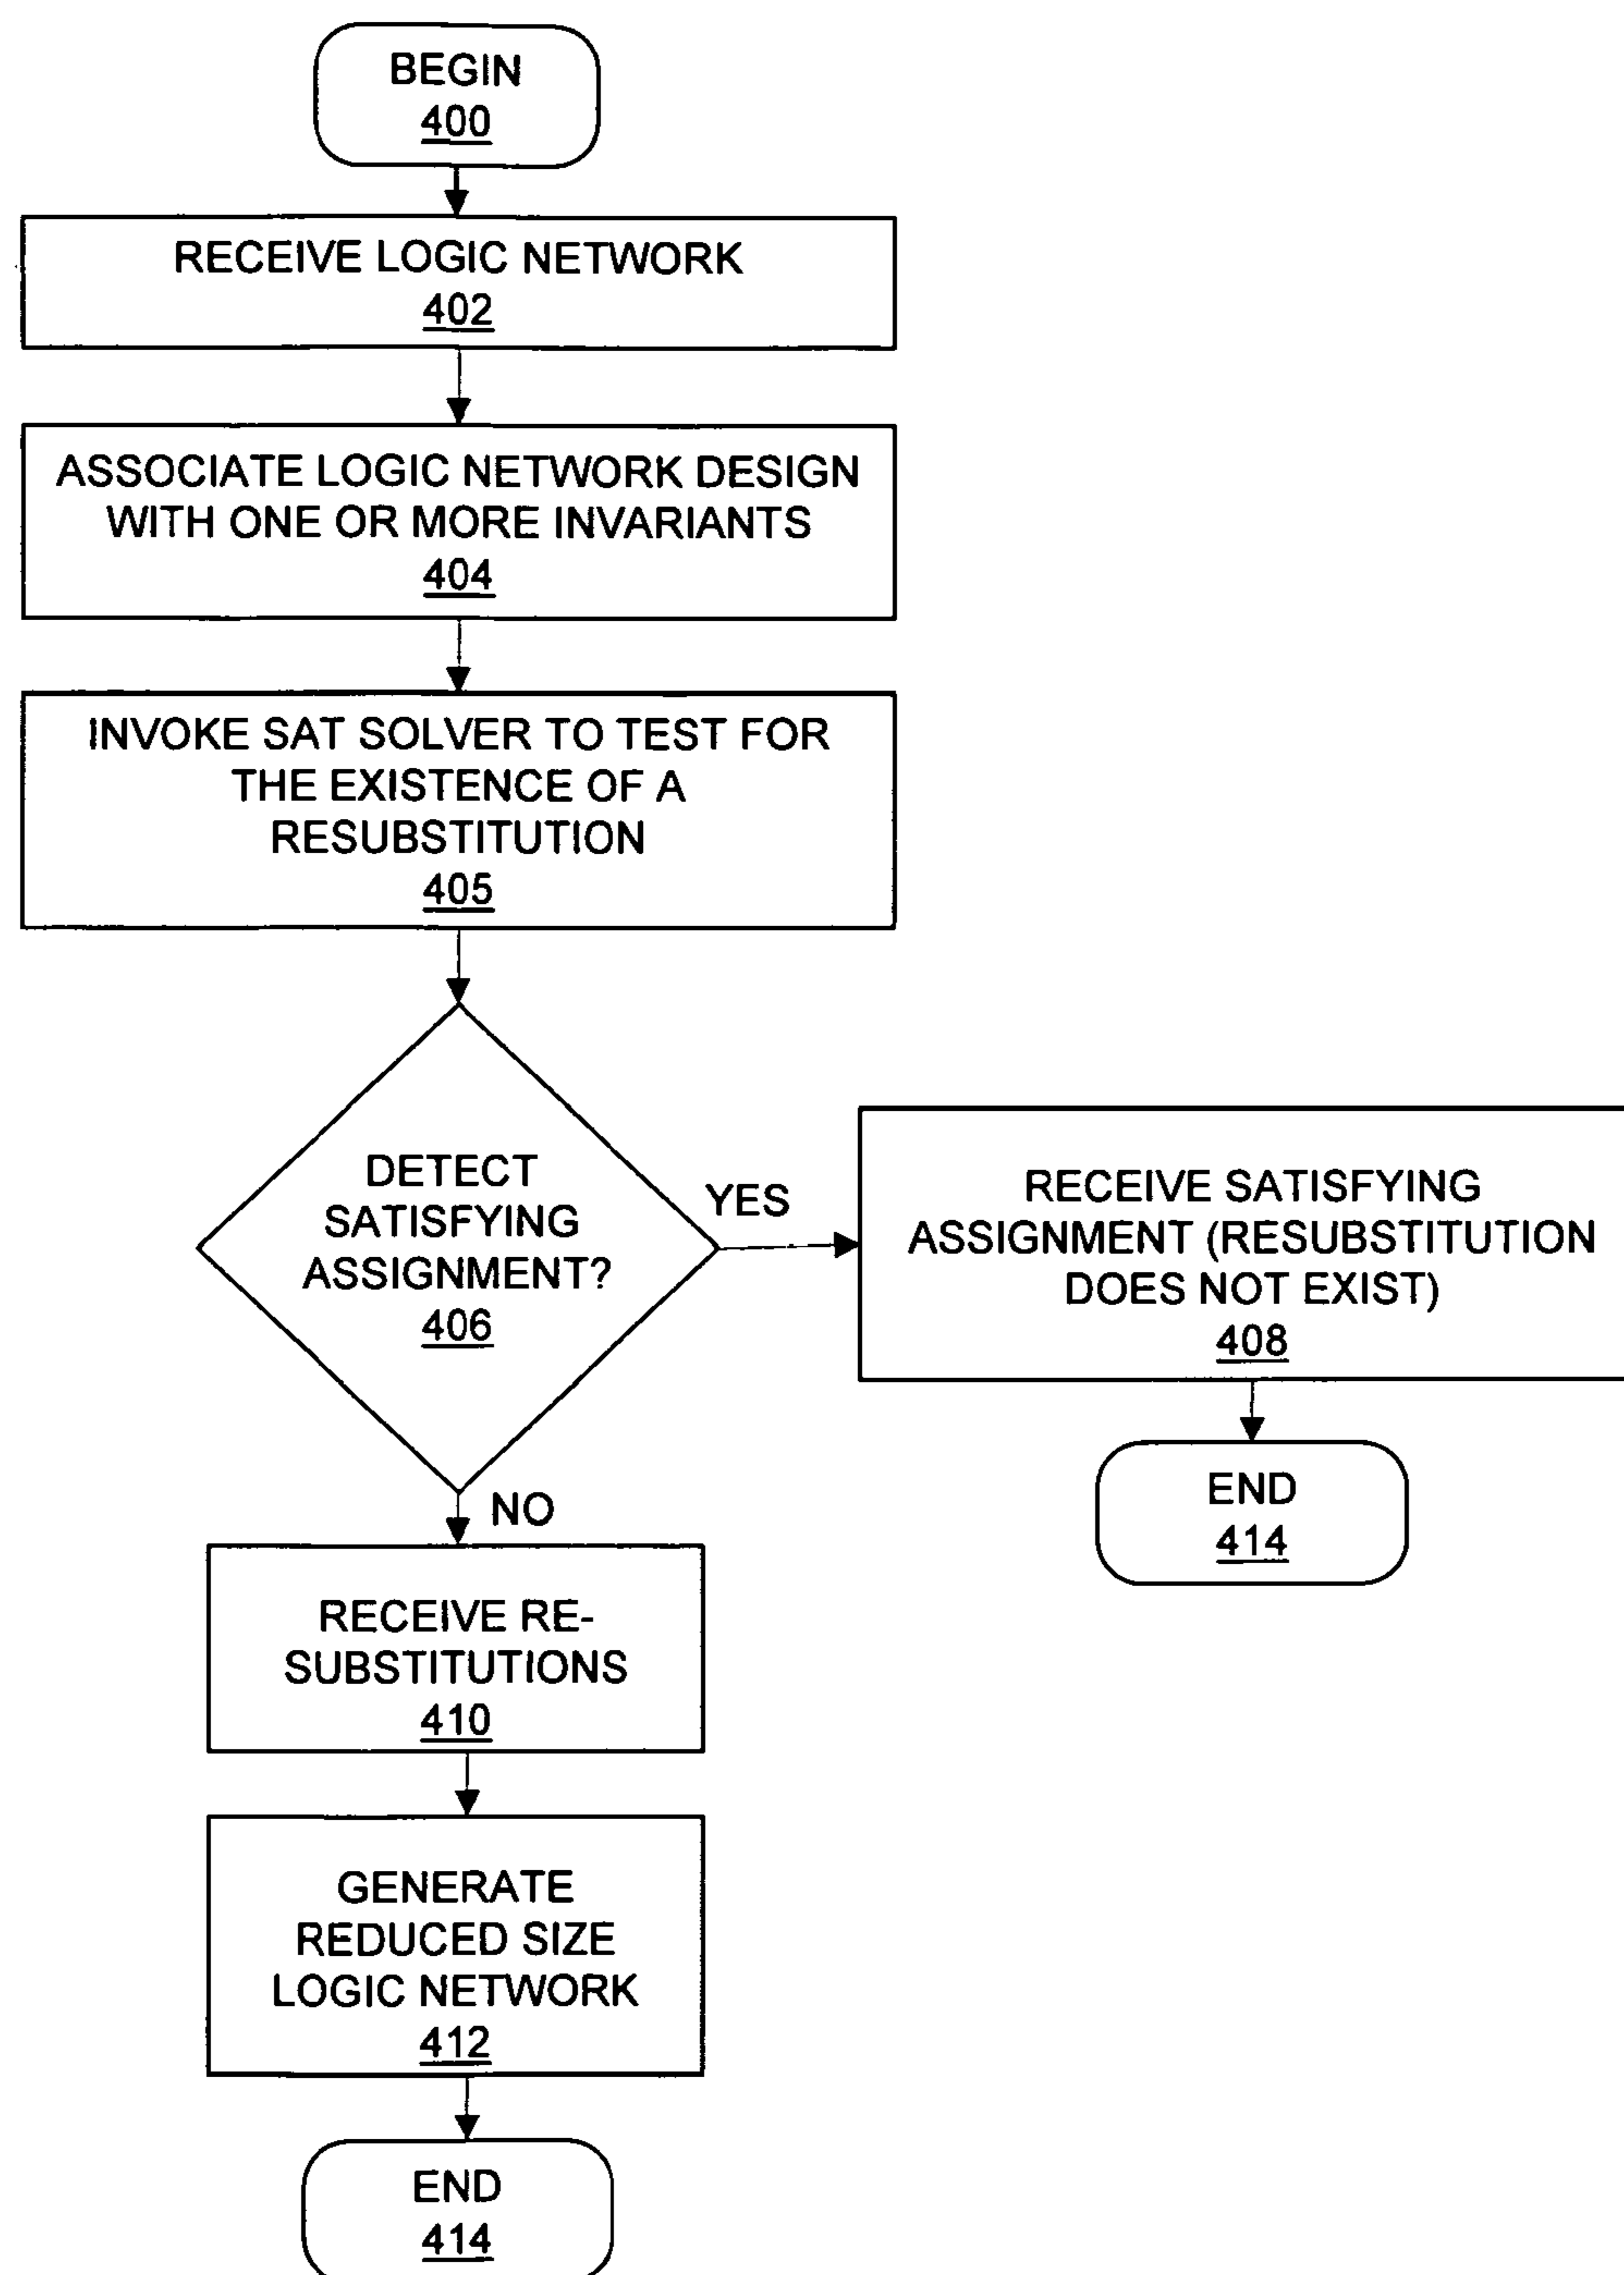 BEGIN
400
RECEIVE LOGIC NETWORK
402
ASSOCIATE LOGIC NETWORK DESIGN
WITH ONE OR MORE INVARIANTS
404
INVOKE SAT SOLVER TO TEST FOR
THE EXISTENCE OF A
RESUBSTITUTION
405
DETECT
SATISFYING
ASSIGNMENT?
406
YES
RECEIVE SATISFYING
ASSIGNMENT (RESUBSTITUTION
DOES NOT EXIST)
408
END
414
NO
RECEIVE RE-
SUBSTITUTIONS
410
GENERATE
REDUCED SIZE
LOGIC NETWORK
412
END
414